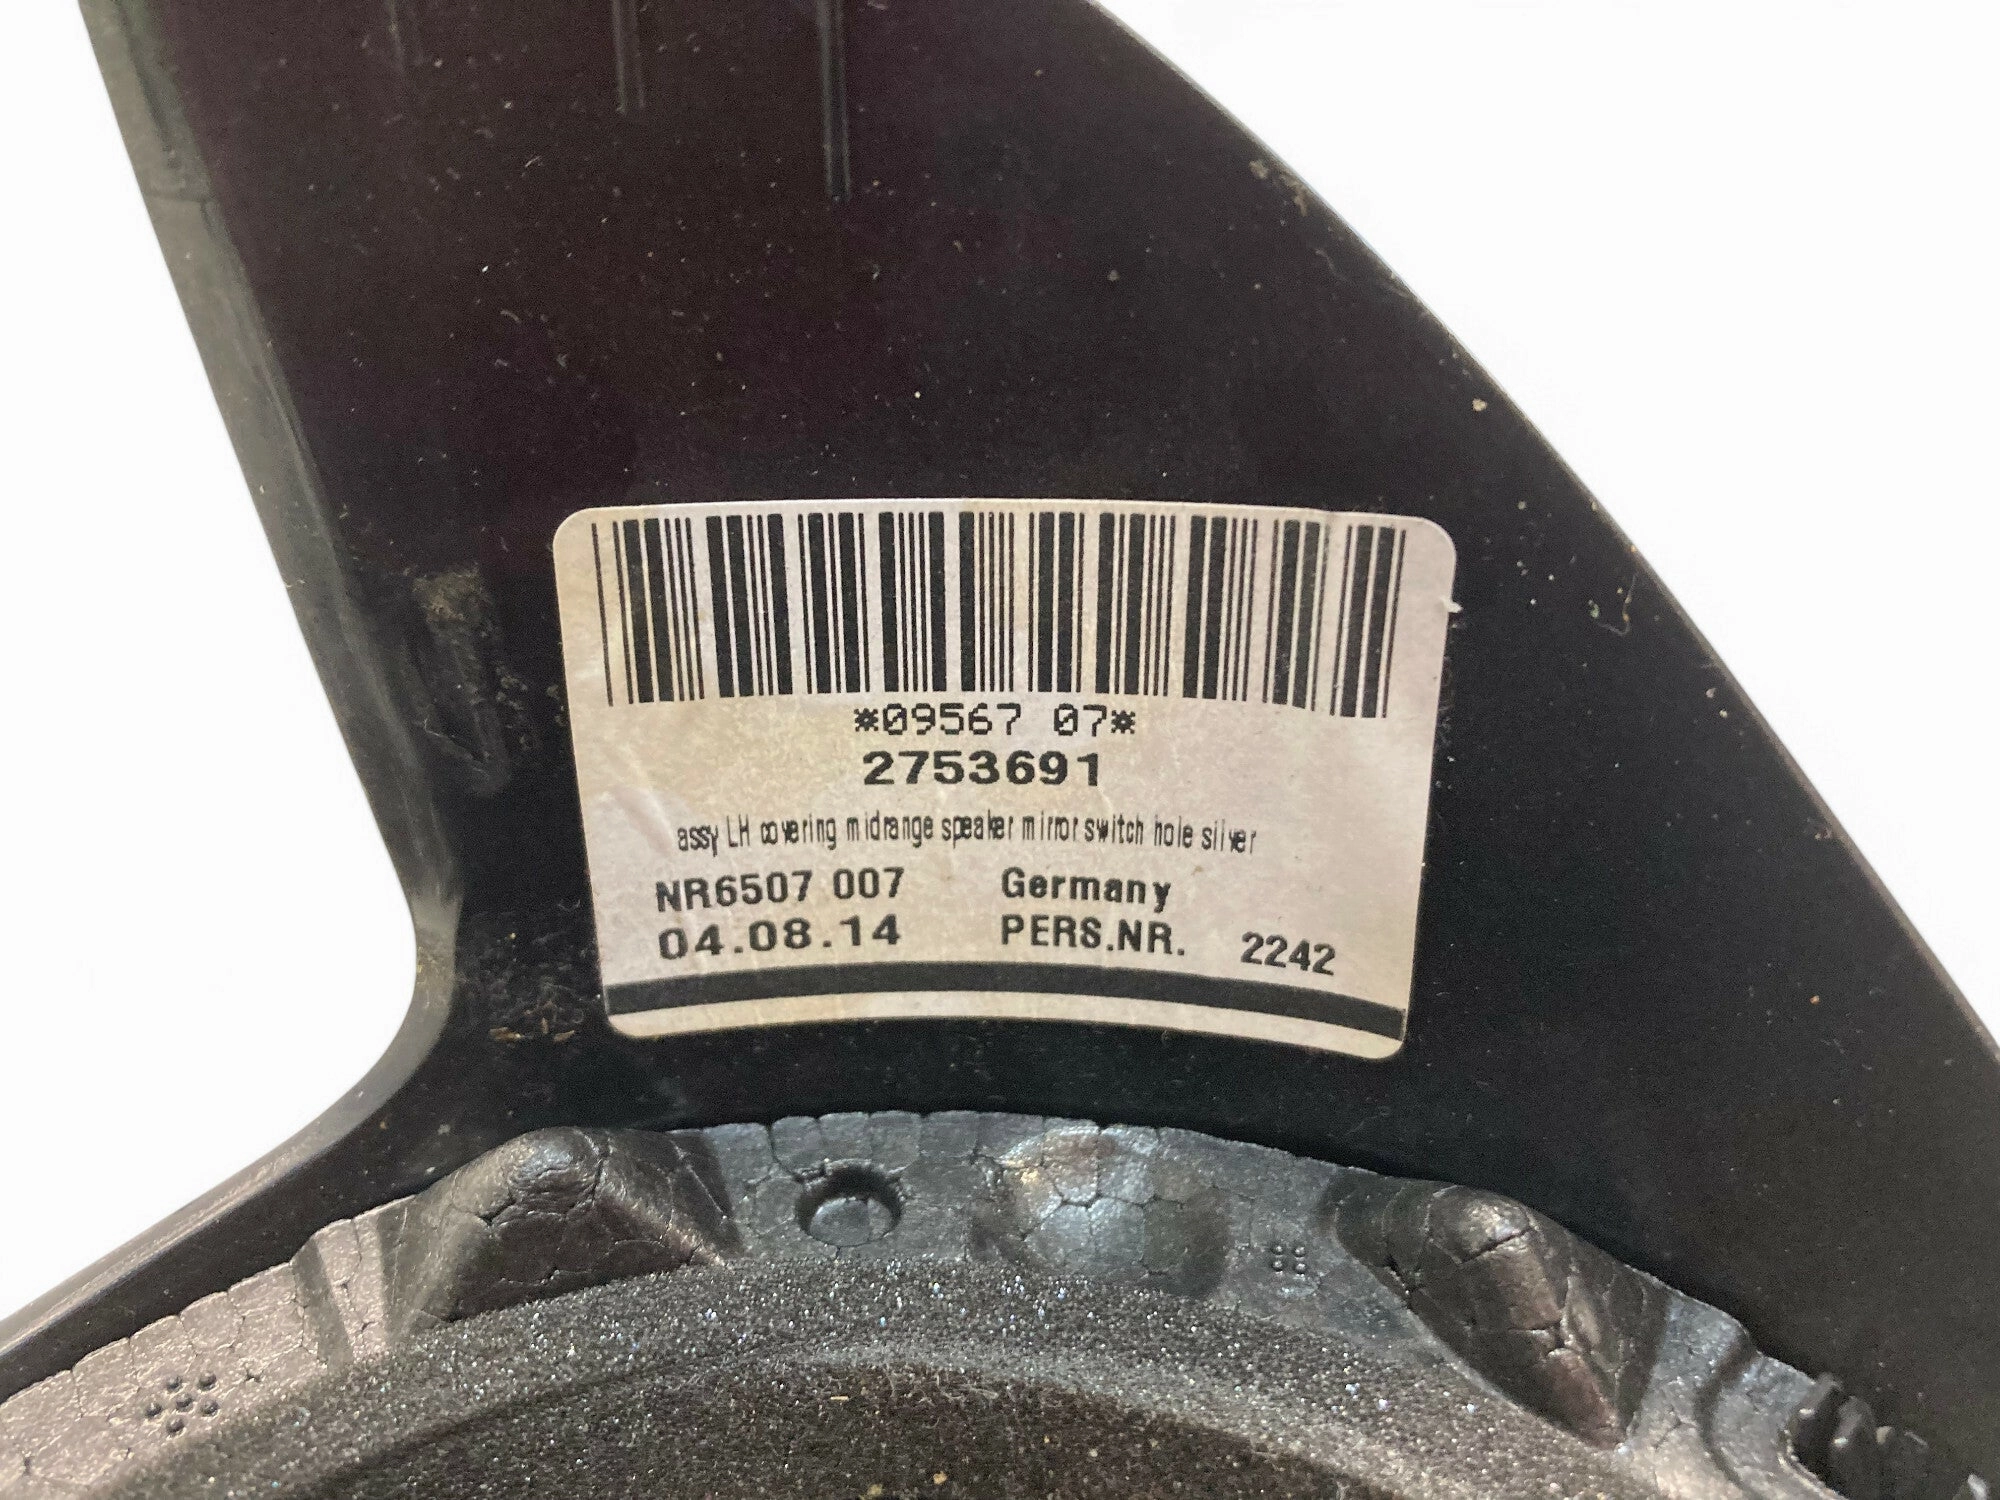 *09567 07*
2753691
assy LH covering midrange speaker mirror switch hole silver
NR6507 007 Germany
04.08.14 PERS.NR. 2242